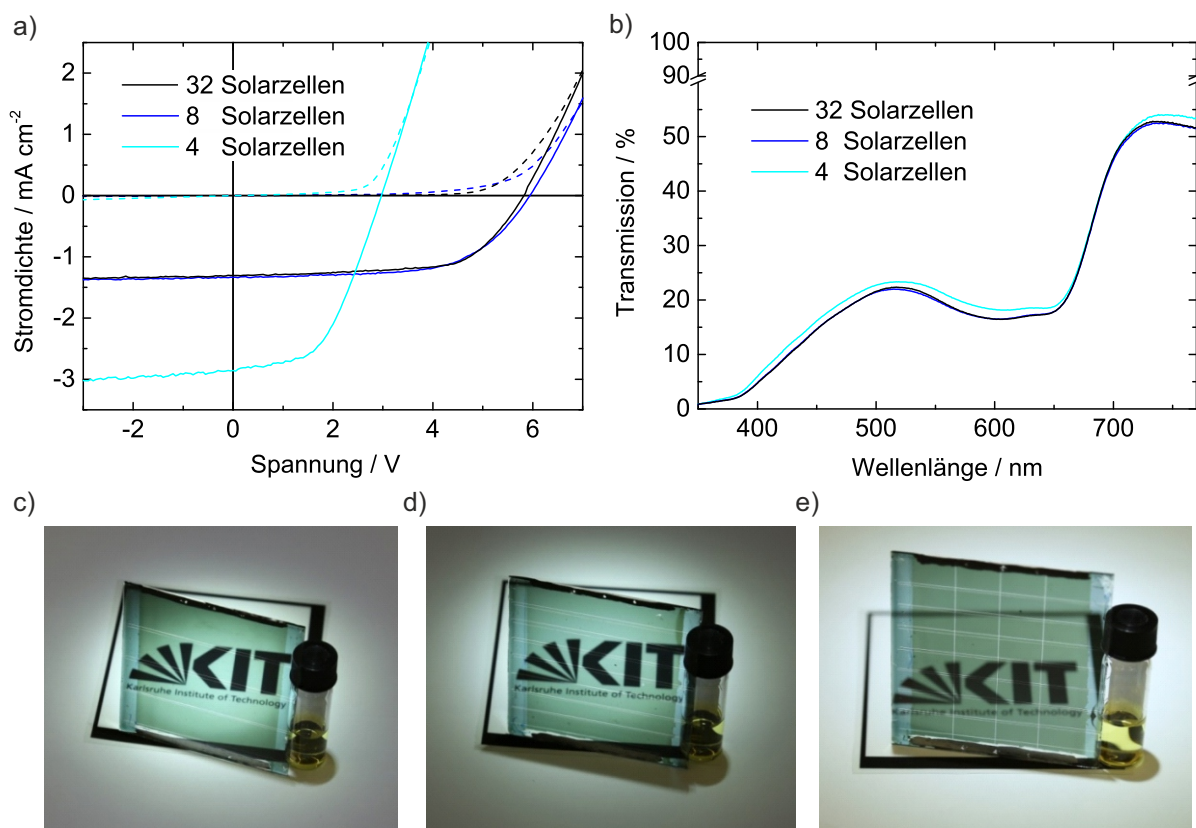 a)
Stromdichte / mA cm⁻²
2
1
0
-1
-2
-3
32 Solarzellen
8 Solarzellen
4 Solarzellen
-2
0
2
4
6
Spannung / V
b)
Transmission / %
100
90
50
40
30
20
10
0
32 Solarzellen
8 Solarzellen
4 Solarzellen
400
500
600
700
Wellenlänge / nm
c)
KIT
Karlsruhe Institute of Technology
d)
KIT
Karlsruhe Institute of Technology
e)
KIT
Karlsruhe Institute of Technology